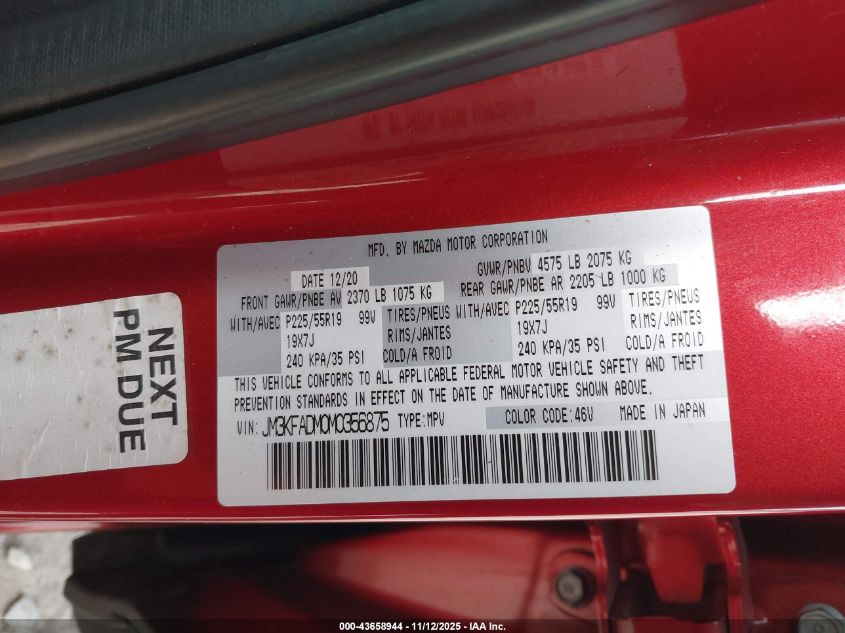 MFD. BY MAZDA MOTOR CORPORATION
DATE 12/20
GVWR/PNBV 4575 LB 2075 KG
FRONT GAWR/PNBE AV 2370 LB 1075 KG
REAR GAWR/PNBE AR 2205 LB 1000 KG
WITH/AVEC P225/55R19 99V TIRES/PNEUS WITH/AVEC P225/55R19 99V TIRES/PNEUS
19X7J RIMS/JANTES 19X7J RIMS/JANTES
240 KPA/35 PSI COLD/A FROID 240 KPA/35 PSI COLD/A FROID
THIS VEHICLE CONFORMS TO ALL APPLICABLE FEDERAL MOTOR VEHICLE SAFETY AND THEFT
PREVENTION STANDARDS IN EFFECT ON THE DATE OF MANUFACTURE SHOWN ABOVE.
VIN: JM3KFADM0M0356875 TYPE:MPV COLOR CODE:46V MADE IN JAPAN
NEXT
PM DUE
000-43658944 - 11/12/2025 - IAA Inc.